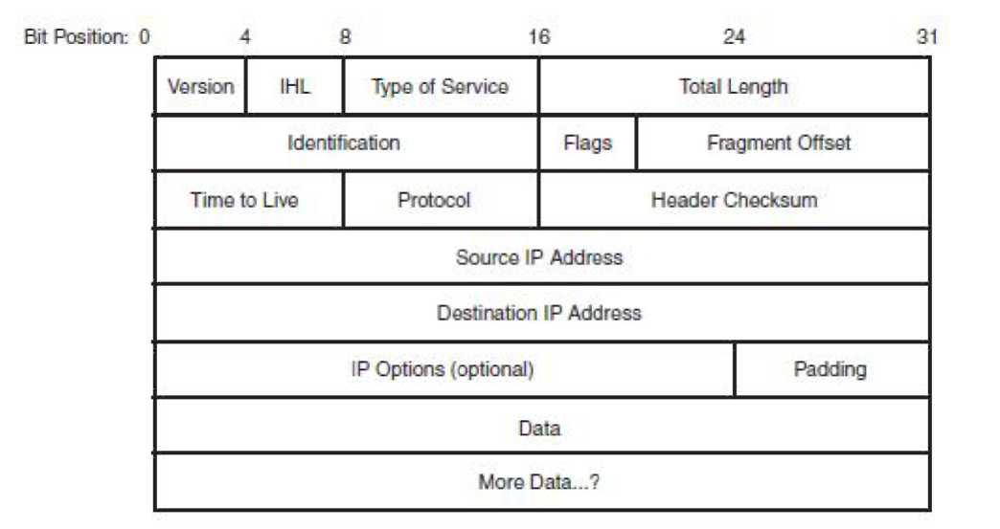 Bit Position: 0 4 8 16 24 31
Version IHL Type of Service Total Length
Identification Flags Fragment Offset
Time to Live Protocol Header Checksum
Source IP Address
Destination IP Address
IP Options (optional) Padding
Data
More Data...?